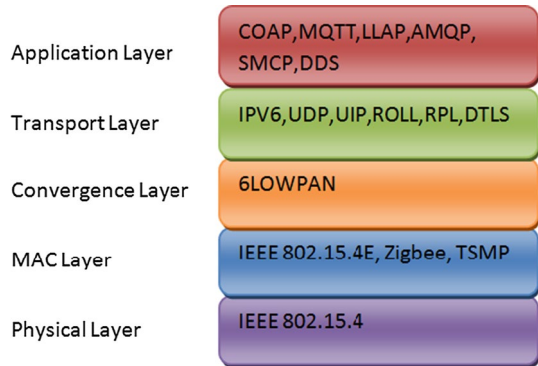 Application Layer
COAP,MQTT,LLAP,AMQP,
SMCP,DDS
Transport Layer
IPV6,UDP,UIP,ROLL,RPL,DTLS
Convergence Layer
6LOWPAN
MAC Layer
IEEE 802.15.4E, Zigbee, TSMP
Physical Layer
IEEE 802.15.4